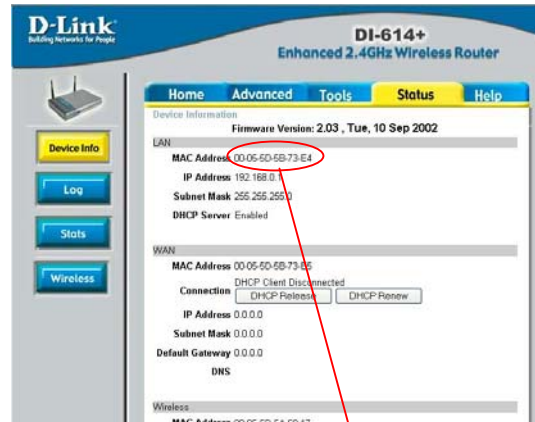 D-Link
Building Networks for People
DI-614+
Enhanced 2.4GHz Wireless Router
Home Advanced Tools Status Help
Device Info
Log
Stats
Wireless
Device Information
Firmware Version: 2.03 , Tue, 10 Sep 2002
LAN
MAC Address 00-05-5D-5B-73-E4
IP Address 192.168.0.1
Subnet Mask 255.255.255.0
DHCP Server Enabled
WAN
MAC Address 00-05-5D-5B-73-E5
Connection DHCP Client Disconnected
DHCP Release DHCP Renew
IP Address 0.0.0.0
Subnet Mask 0.0.0.0
Default Gateway 0.0.0.0
DNS
Wireless
MAC Address